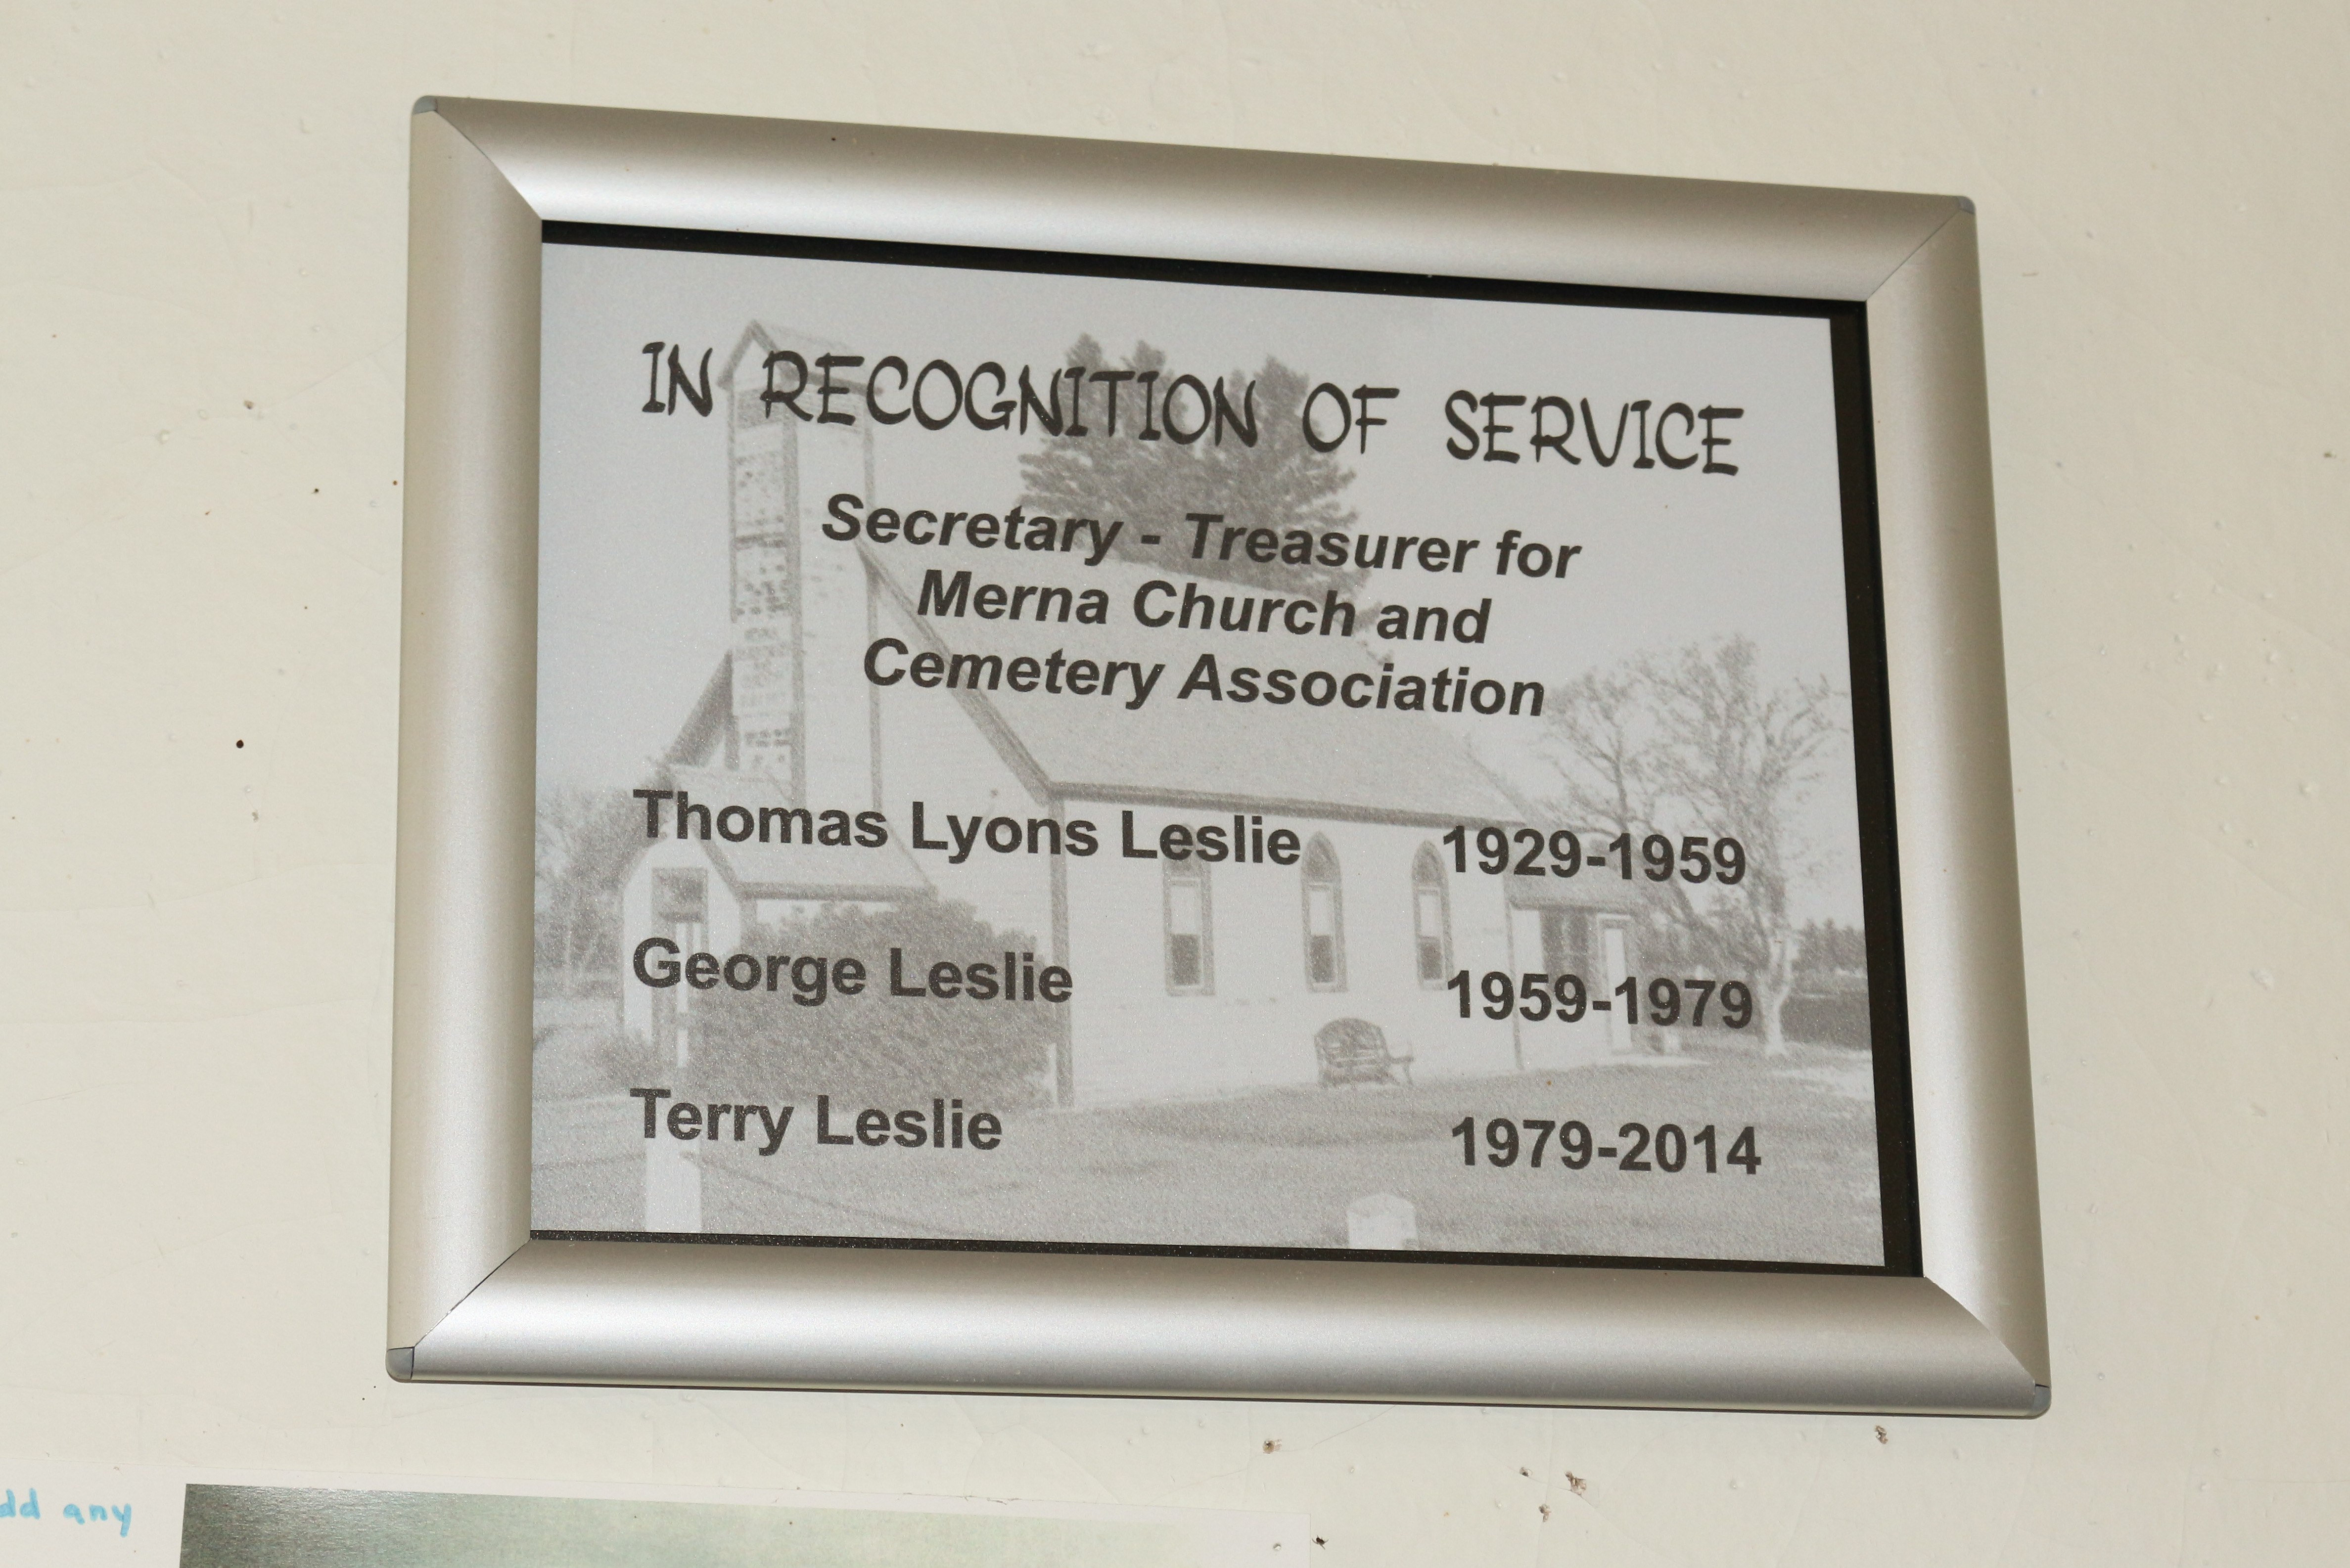 IN RECOGNITION OF SERVICE
Secretary - Treasurer for
Merna Church and
Cemetery Association
Thomas Lyons Leslie 1929-1959
George Leslie 1959-1979
Terry Leslie 1979-2014
any